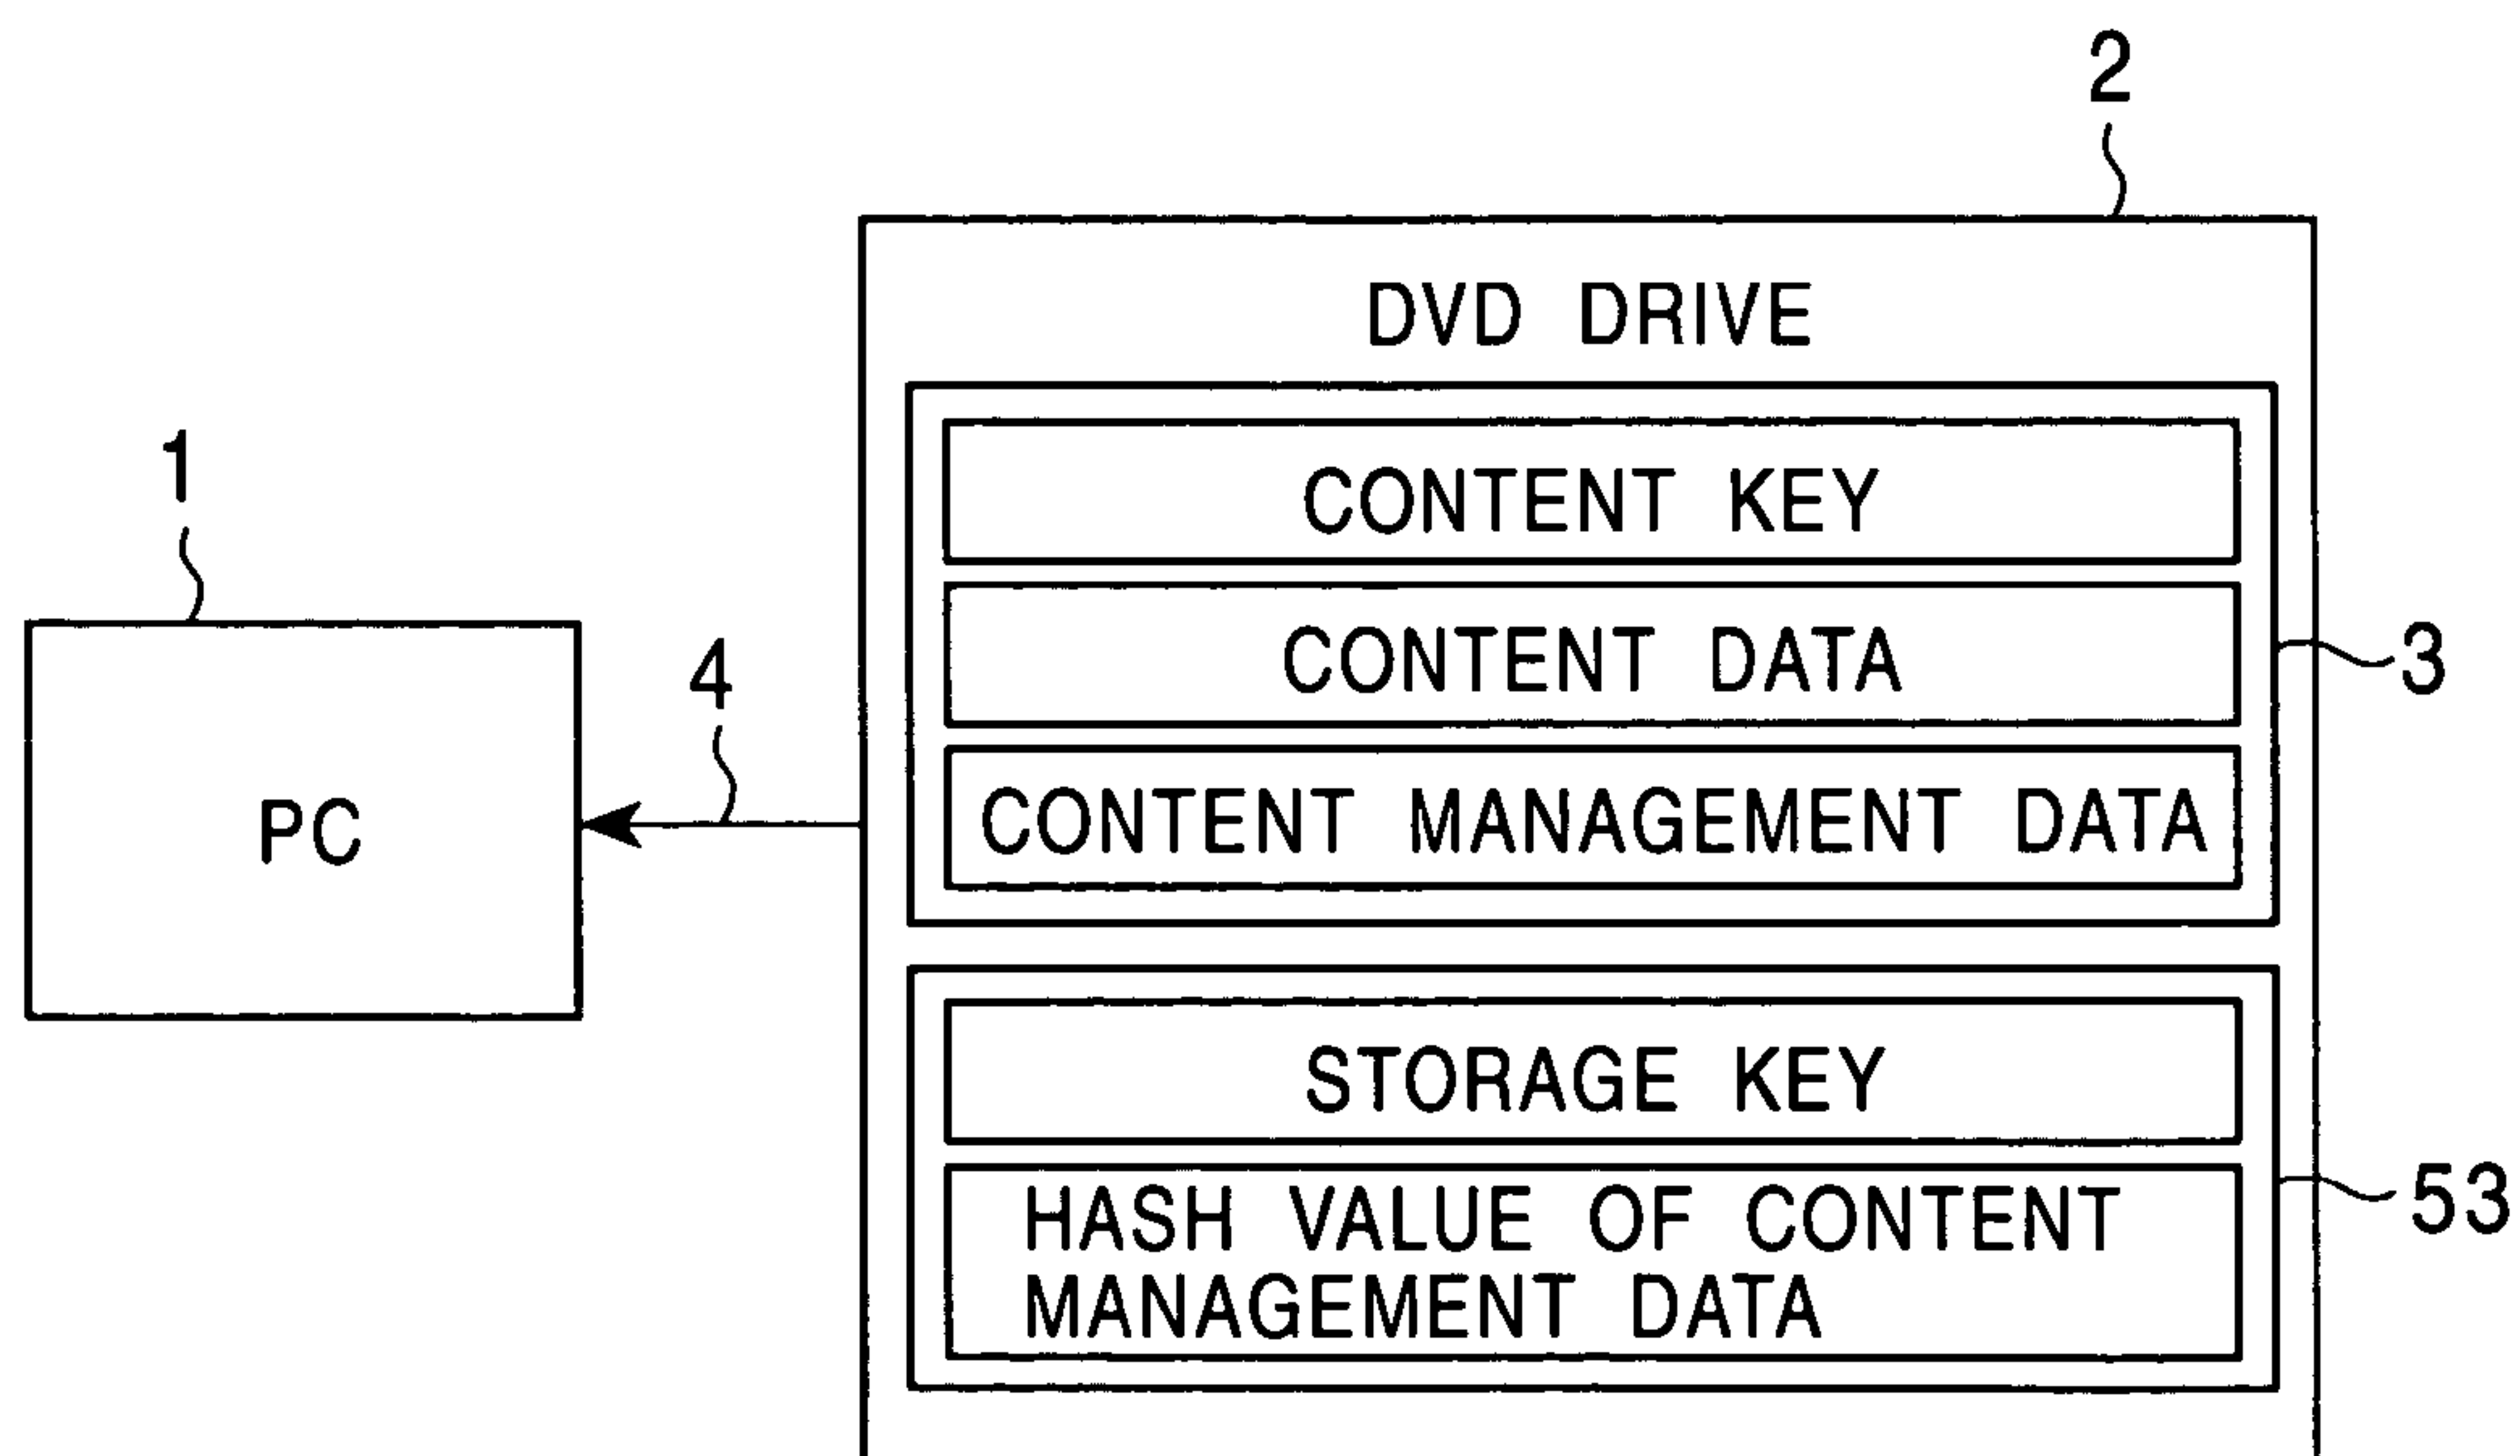 2
DVD DRIVE
1
CONTENT KEY
CONTENT DATA
3
4
CONTENT MANAGEMENT DATA
PC
STORAGE KEY
HASH VALUE OF CONTENT
MANAGEMENT DATA
53